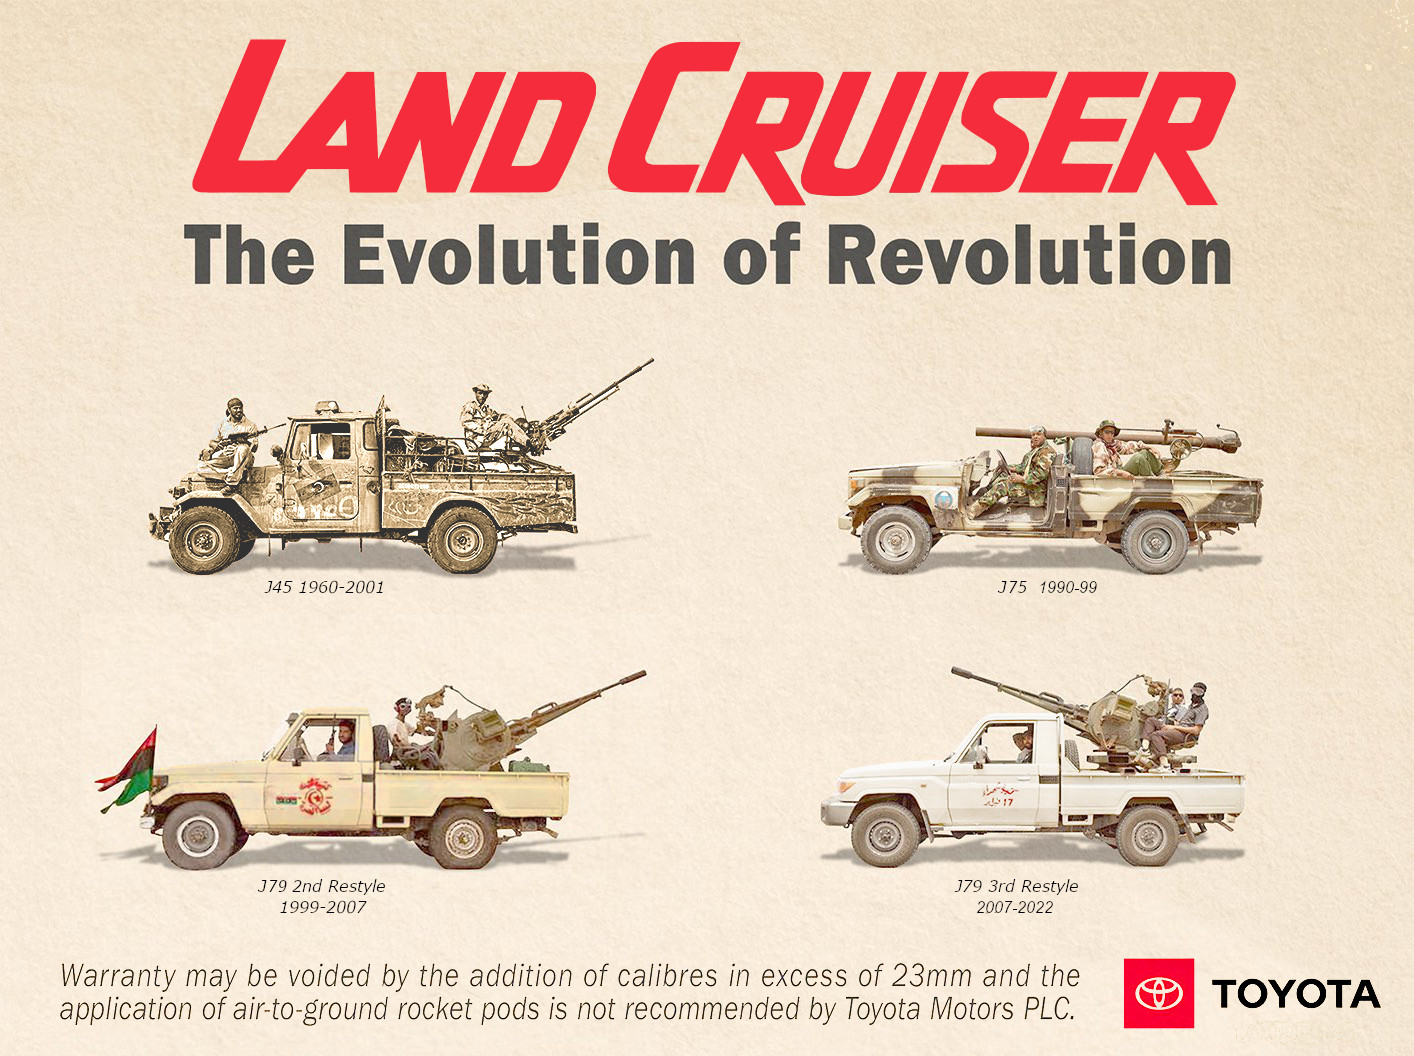 LAND CRUISER
The Evolution of Revolution
J45 1960-2001
J75 1990-99
17 فبراير
J79 2nd Restyle
1999-2007
J79 3rd Restyle
2007-2022
Warranty may be voided by the addition of calibres in excess of 23mm and the
application of air-to-ground rocket pods is not recommended by Toyota Motors PLC.
TOYOTA